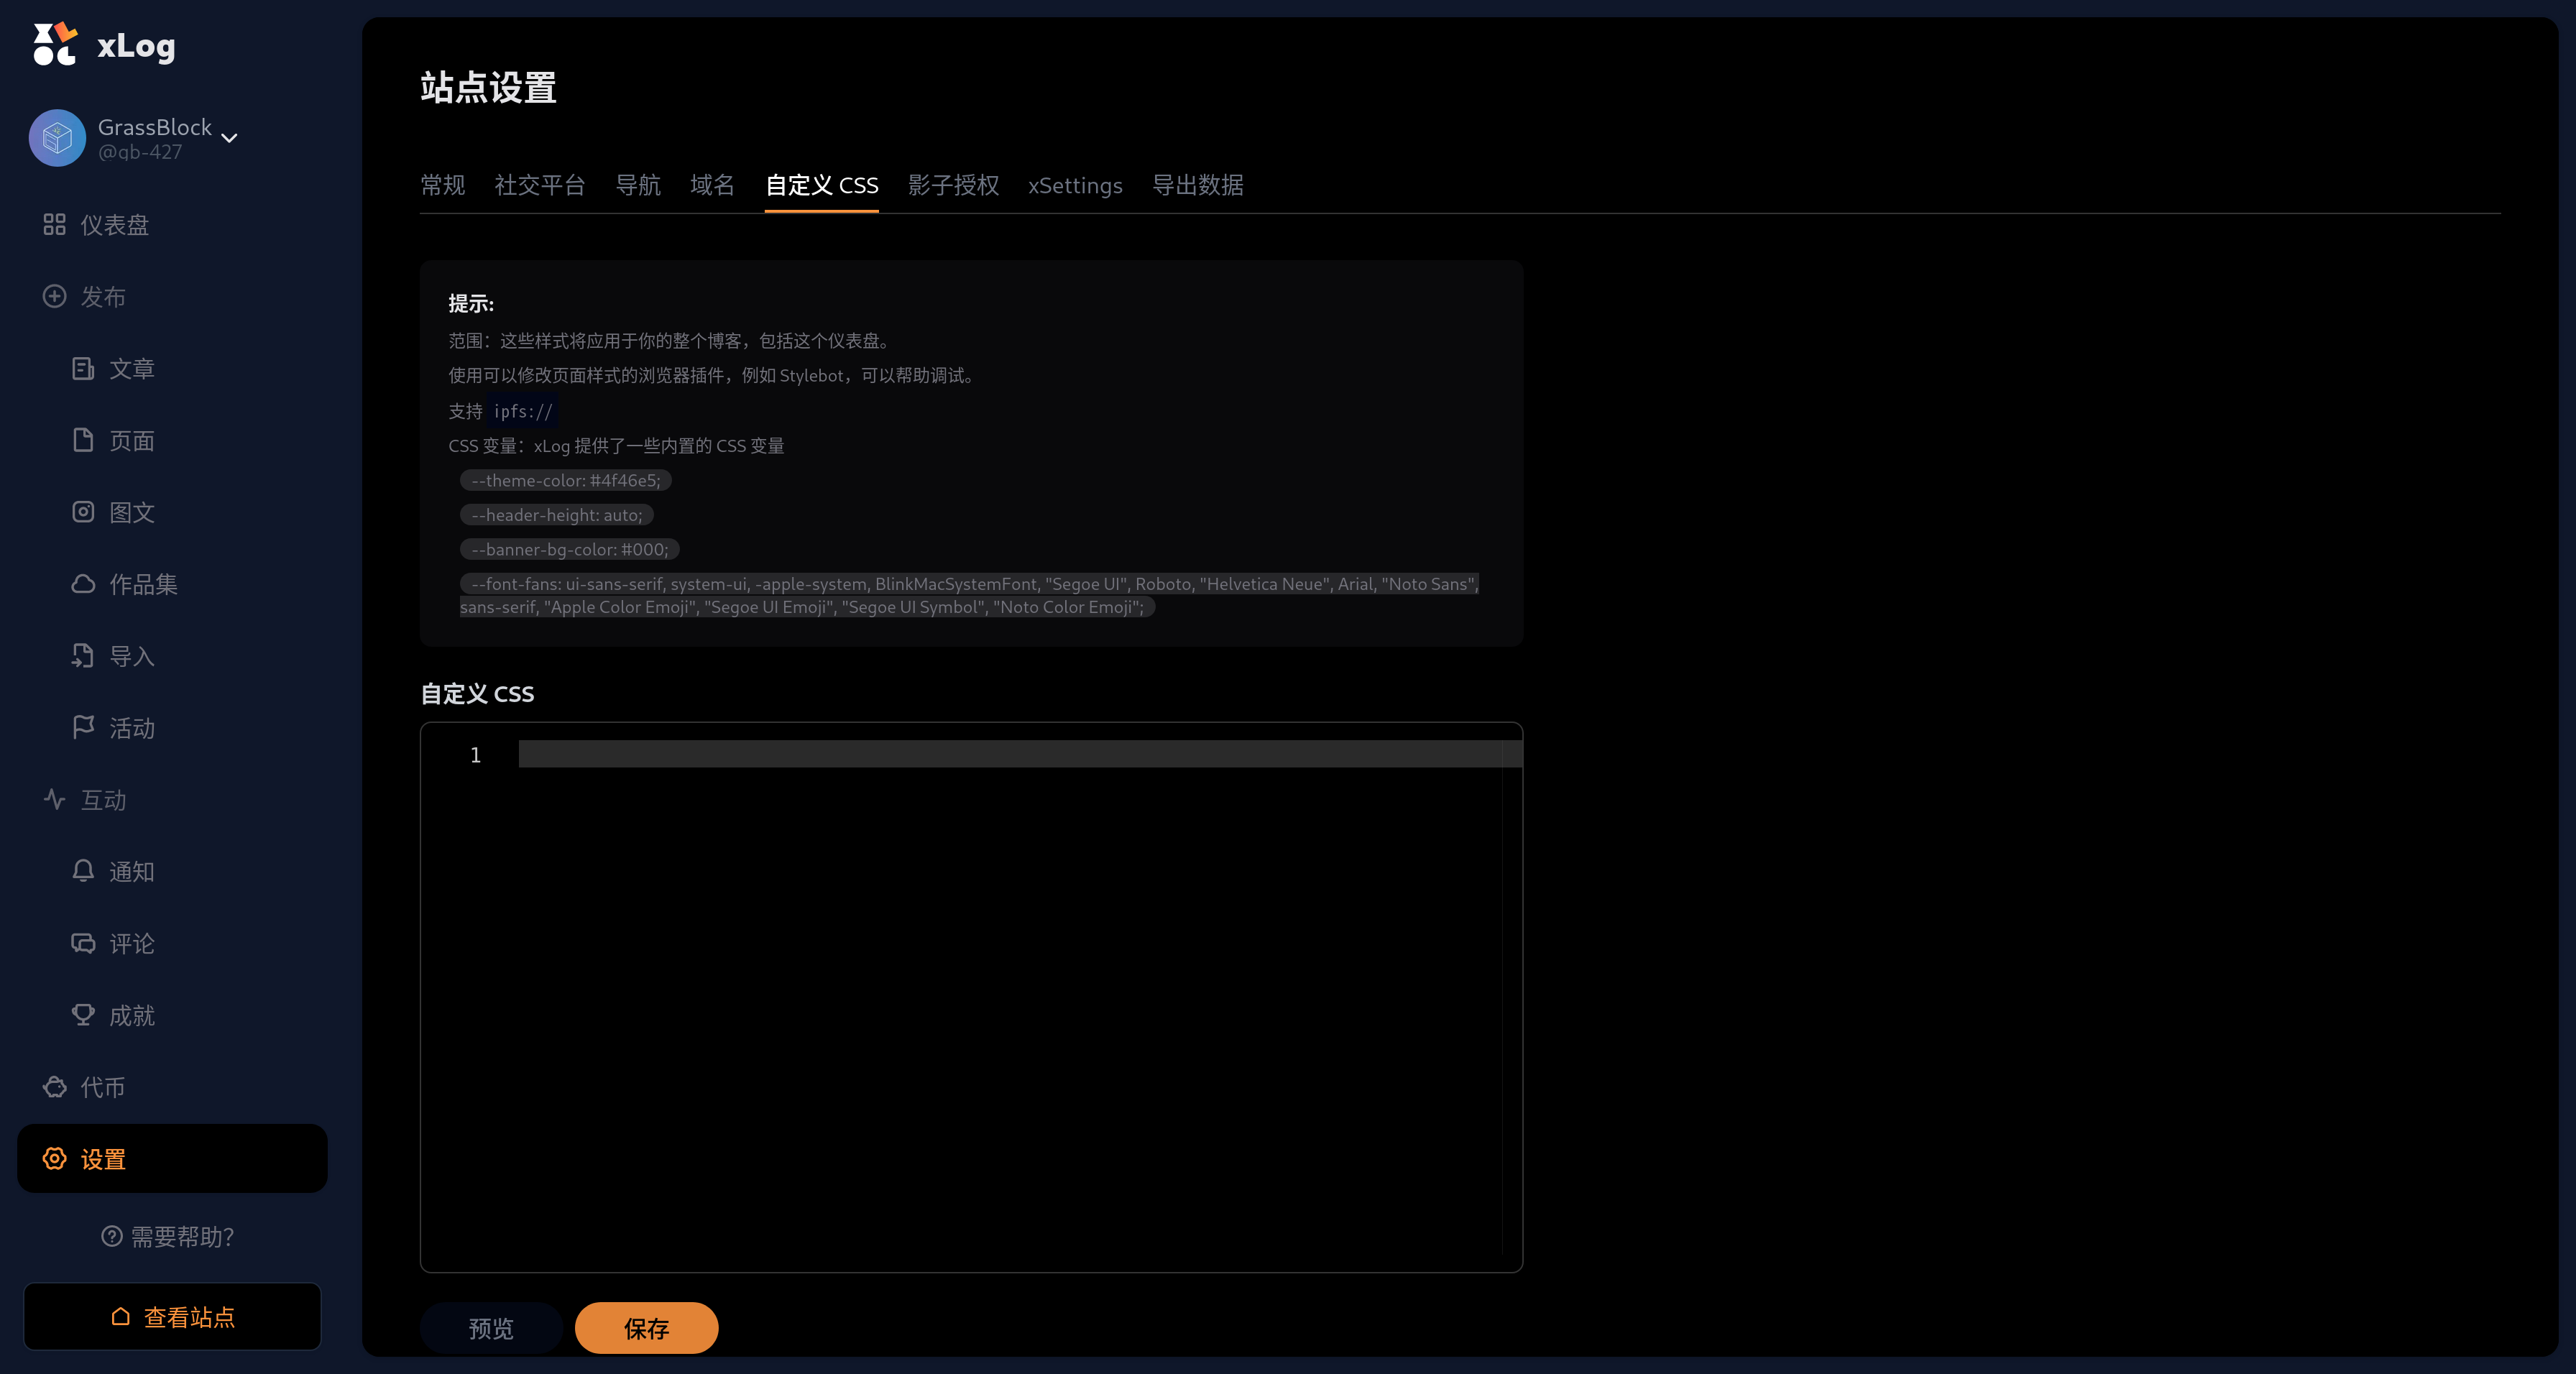 xLog
GrassBlock
@gb-427
仪表盘
发布
文章
页面
图文
作品集
导入
活动
互动
通知
评论
成就
代币
设置
需要帮助?
查看站点
站点设置
常规 社交平台 导航 域名 自定义 CSS 影子授权 xSettings 导出数据
提示:
范围：这些样式将应用于你的整个博客，包括这个仪表盘。
使用可以修改页面样式的浏览器插件，例如 Stylebot，可以帮助调试。
支持 ipfs://
CSS 变量：xLog 提供了一些内置的 CSS 变量
--theme-color: #4f46e5;
--header-height: auto;
--banner-bg-color: #000;
--font-fans: ui-sans-serif, system-ui, -apple-system, BlinkMacSystemFont, "Segoe UI", Roboto, "Helvetica Neue", Arial, "Noto Sans",
sans-serif, "Apple Color Emoji", "Segoe UI Emoji", "Segoe UI Symbol", "Noto Color Emoji";
自定义 CSS
1
预览 保存